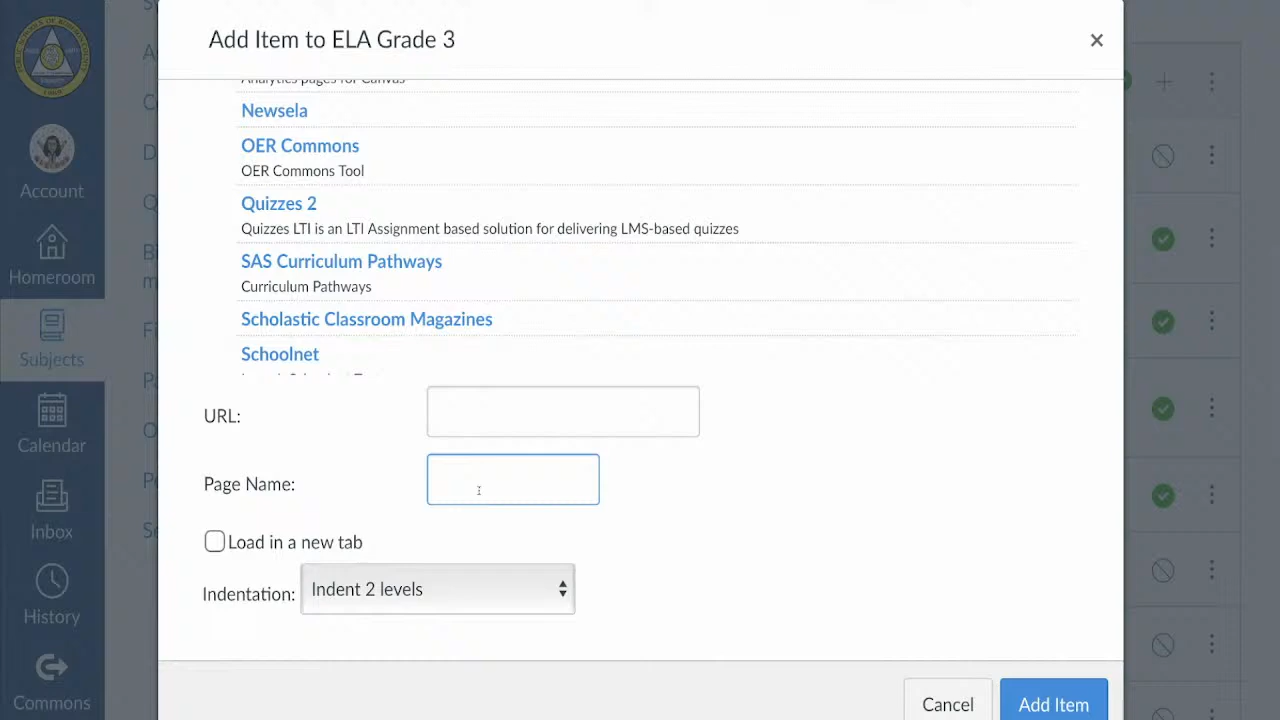 Add Item to ELA Grade 3
×
Analytics pages for Canvas
Newsela
OER Commons
OER Commons Tool
Quizzes 2
Quizzes LTI is an LTI Assignment based solution for delivering LMS-based quizzes
SAS Curriculum Pathways
Curriculum Pathways
Scholastic Classroom Magazines
Schoolnet
URL:
Page Name:
Load in a new tab
Indentation: Indent 2 levels
Cancel
Add Item
Account
Homeroom
Subjects
Calendar
Inbox
History
Commons